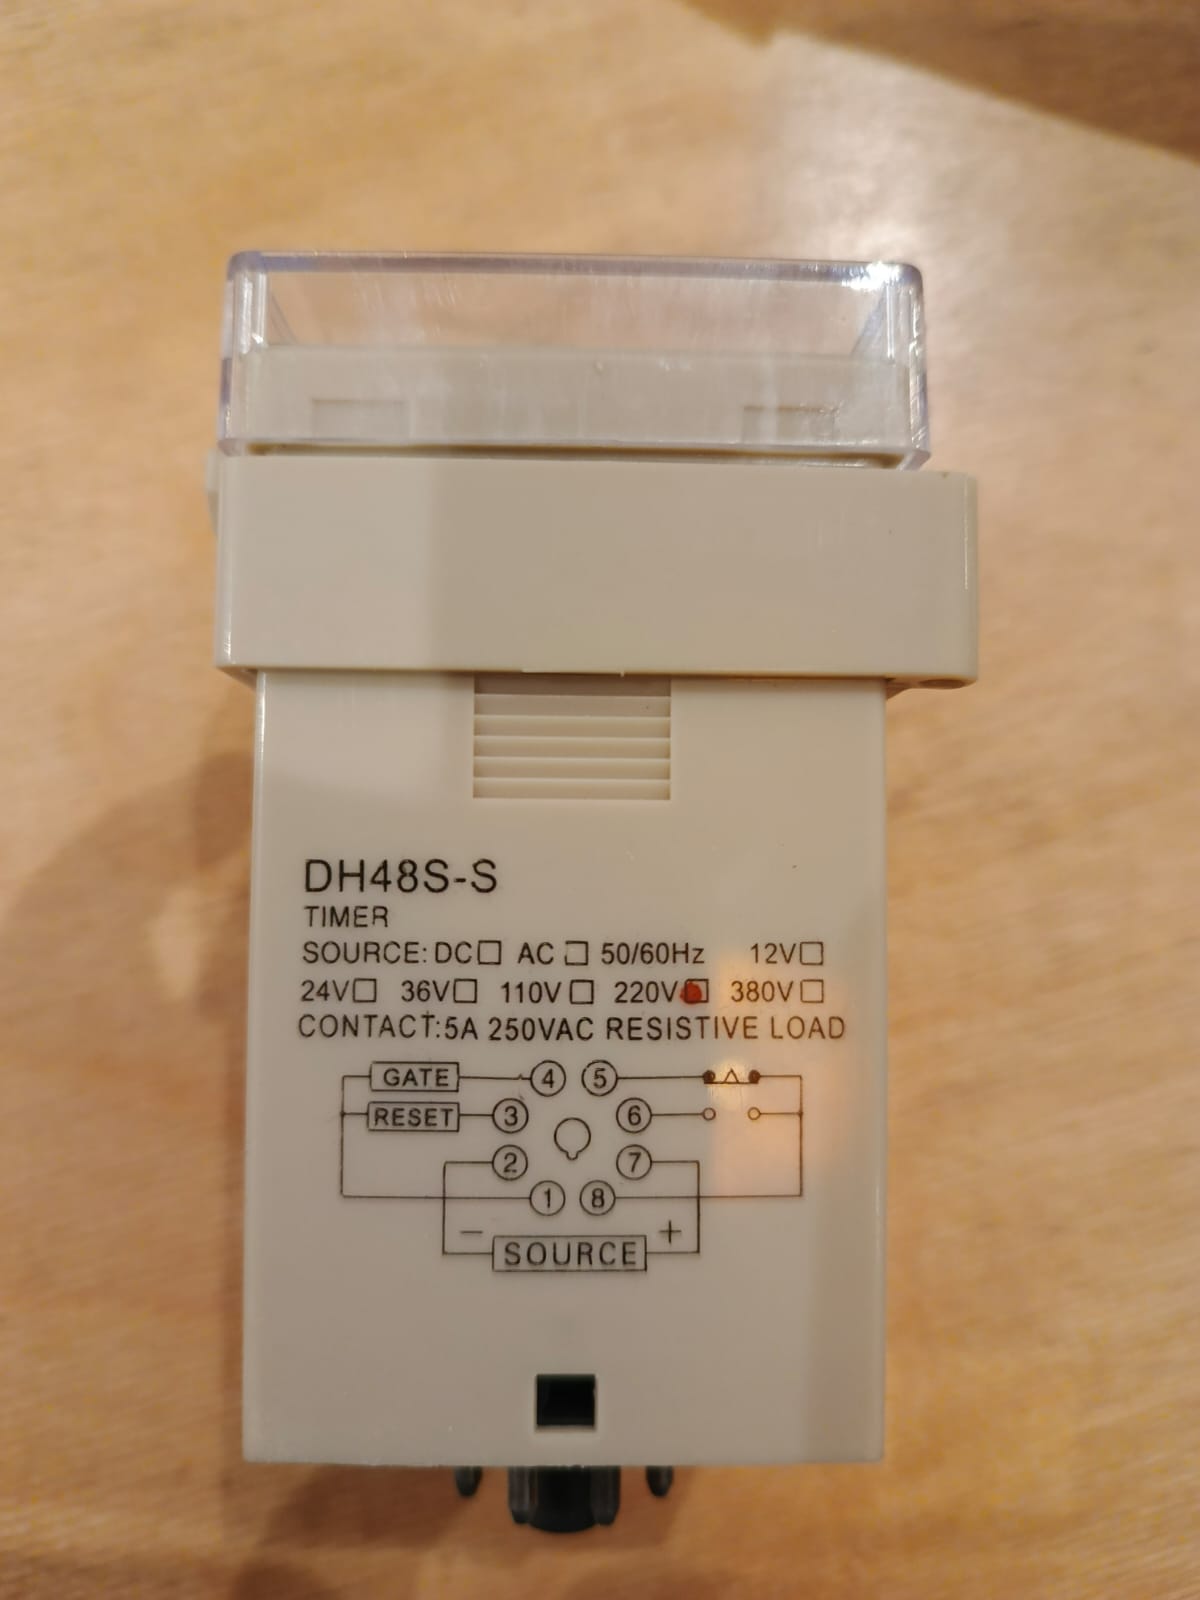 DH48S-S
TIMER
SOURCE: DC☐ AC ☐ 50/60Hz 12V☐
24V☐ 36V☐ 110V☐ 220V☐ 380V☐
CONTACT:5A 250VAC RESISTIVE LOAD
GATE 4 5
RESET 3 6
2 7
1 8
− SOURCE +